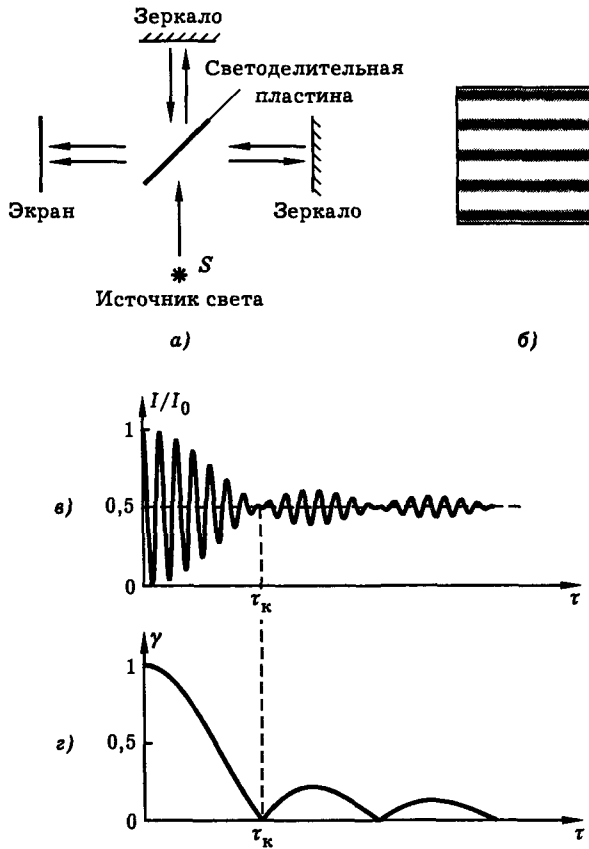 Зеркало
Светоделительная
пластина
Экран
Зеркало
S
Источник света
а)
б)
I/I₀
1
в) 0,5
0
τк
τ
γ
1
г) 0,5
0
τк
τ